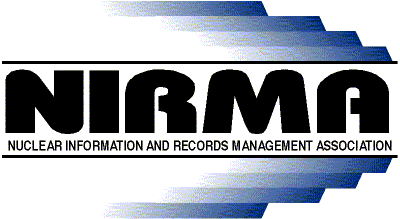 NIRMA
NUCLEAR INFORMATION AND RECORDS MANAGEMENT ASSOCIATION